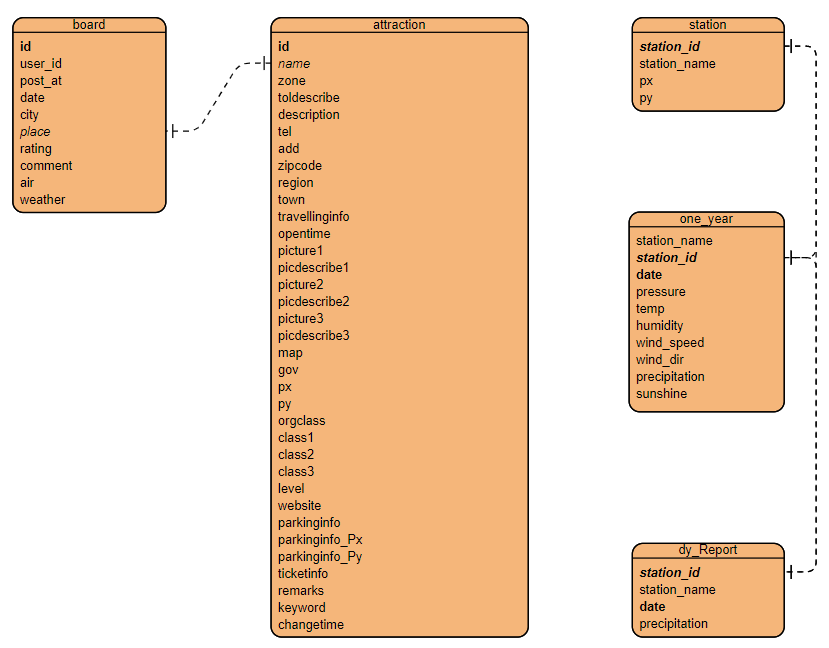 board
id
user_id
post_at
date
city
place
rating
comment
air
weather
attraction
id
name
zone
toldescribe
description
tel
add
zipcode
region
town
travellinginfo
opentime
picture1
picdescribe1
picture2
picdescribe2
picture3
picdescribe3
map
gov
px
py
orgclass
class1
class2
class3
level
website
parkinginfo
parkinginfo_Px
parkinginfo_Py
ticketinfo
remarks
keyword
changetime
station
station_id
station_name
px
py
one_year
station_name
station_id
date
pressure
temp
humidity
wind_speed
wind_dir
precipitation
sunshine
dy_Report
station_id
station_name
date
precipitation